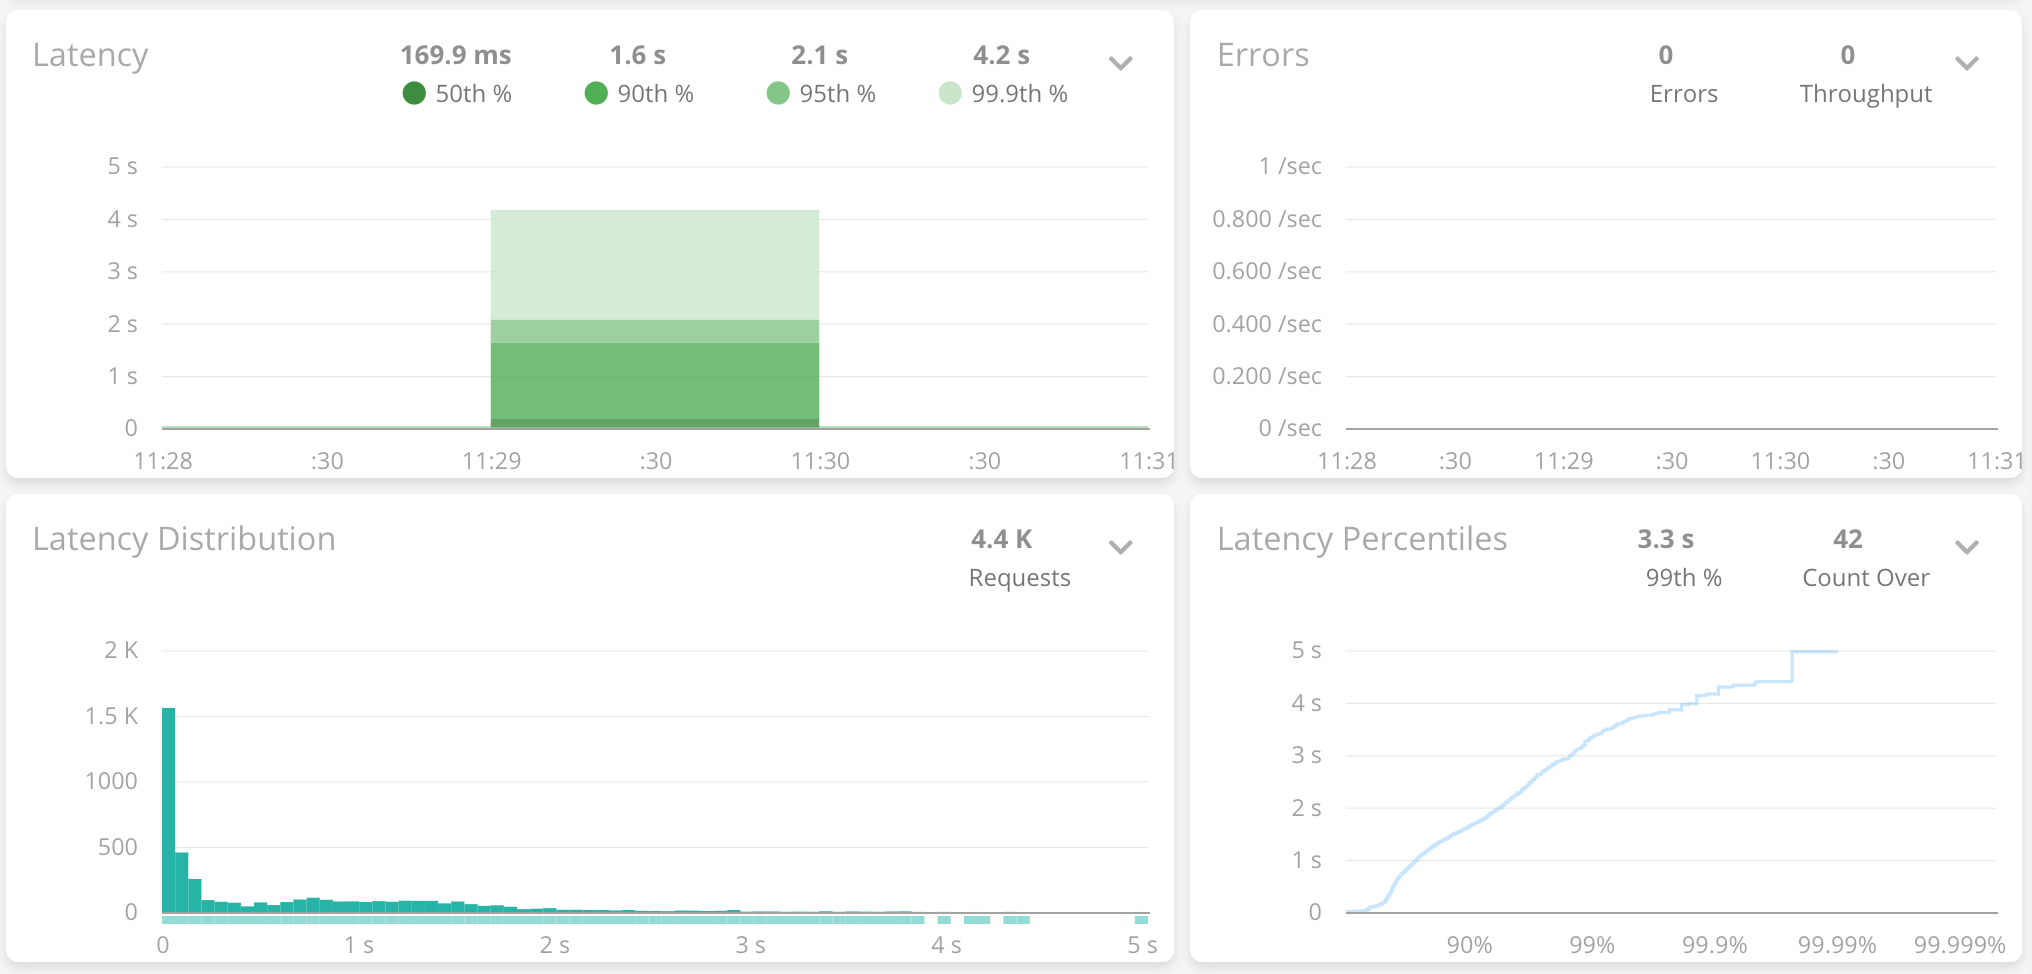 Latency
169.9 ms 1.6 s 2.1 s 4.2 s
50th % 90th % 95th % 99.9th %
5 s
4 s
3 s
2 s
1 s
0
11:28 :30 11:29 :30 11:30 :30 11:31
Errors
0 0
Errors Throughput
1 /sec
0.800 /sec
0.600 /sec
0.400 /sec
0.200 /sec
0 /sec
11:28 :30 11:29 :30 11:30 :30 11:31
Latency Distribution
4.4 K
Requests
2 K
1.5 K
1000
500
0
0 1 s 2 s 3 s 4 s 5 s
Latency Percentiles
3.3 s 42
99th % Count Over
5 s
4 s
3 s
2 s
1 s
0
90% 99% 99.9% 99.99% 99.999%